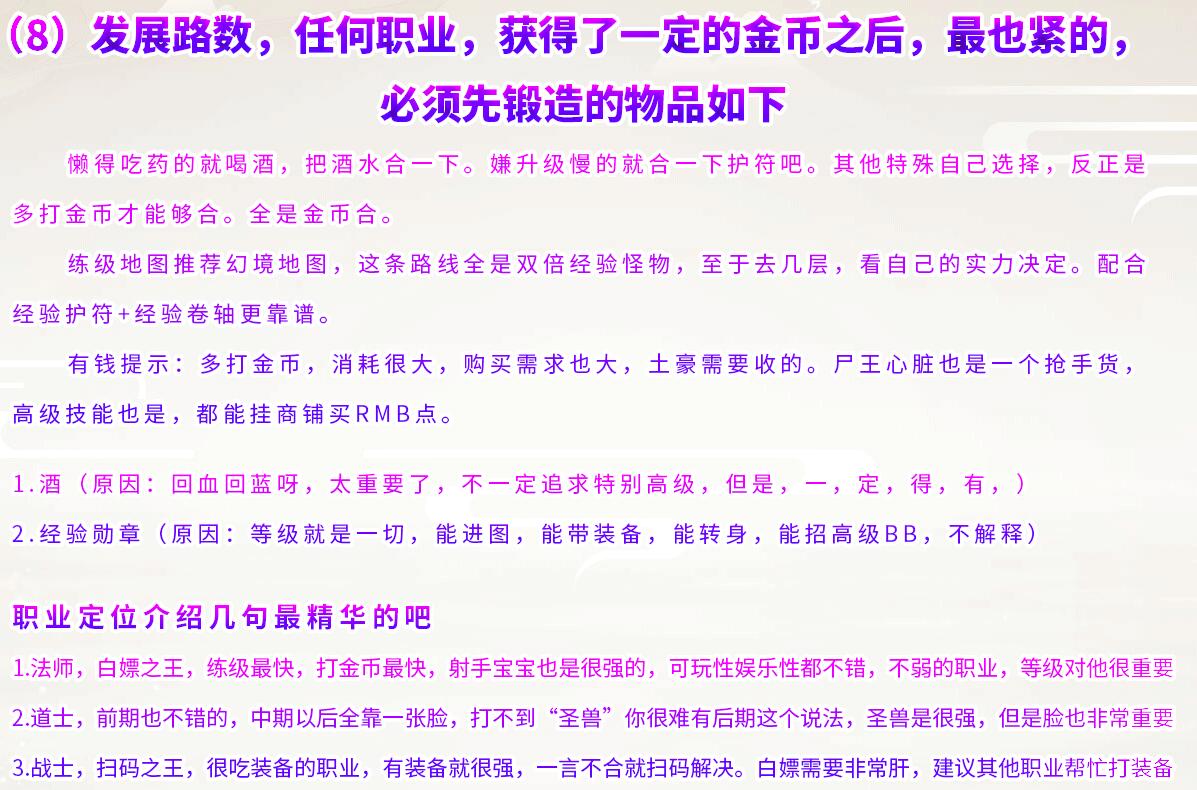 （8）发展路数，任何职业，获得了一定的金币之后，最也紧的，
必须先锻造的物品如下
懒得吃药的就喝酒，把酒水合一下。嫌升级慢的就合一下护符吧。其他特殊自己选择，反正是
多打金币才能够合。全是金币合。
练级地图推荐幻境地图，这条路线全是双倍经验怪物，至于去几层，看自己的实力决定。配合
经验护符+经验卷轴更靠谱。
有钱提示：多打金币，消耗很大，购买需求也大，土豪需要收的。尸王心脏也是一个抢手货，
高级技能也是，都能挂商铺买RMB点。
1.酒（原因：回血回蓝呀，太重要了，不一定追求特别高级，但是，一，定，得，有，）
2.经验勋章（原因：等级就是一切，能进图，能带装备，能转身，能招高级BB，不解释）
职业定位介绍几句最精华的吧
1.法师，白嫖之王，练级最快，打金币最快，射手宝宝也是很强的，可玩性娱乐性都不错，不弱的职业，等级对他很重要
2.道士，前期也不错的，中期以后全靠一张脸，打不到“圣兽”你很难有后期这个说法，圣兽是很强，但是脸也非常重要
3.战士，扫码之王，很吃装备的职业，有装备就很强，一言不合就扫码解决。白嫖需要非常肝，建议其他职业帮忙打装备